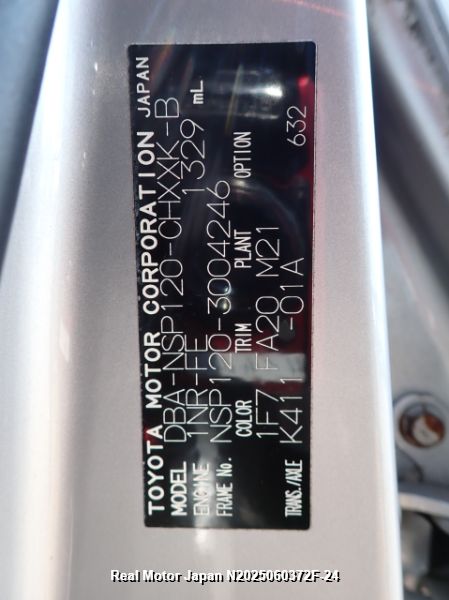 TOYOTA MOTOR CORPORATION JAPAN
MODEL DBA-NSP120-CHXXK-B
ENGINE 1NR-FE 1329 mL
FRAME No. NSP120-3004246
COLOR TRIM PLANT OPTION
1F7 FA20 M21 632
TRANS./AXLE K411 -01A
Real Motor Japan N2025060372F-24